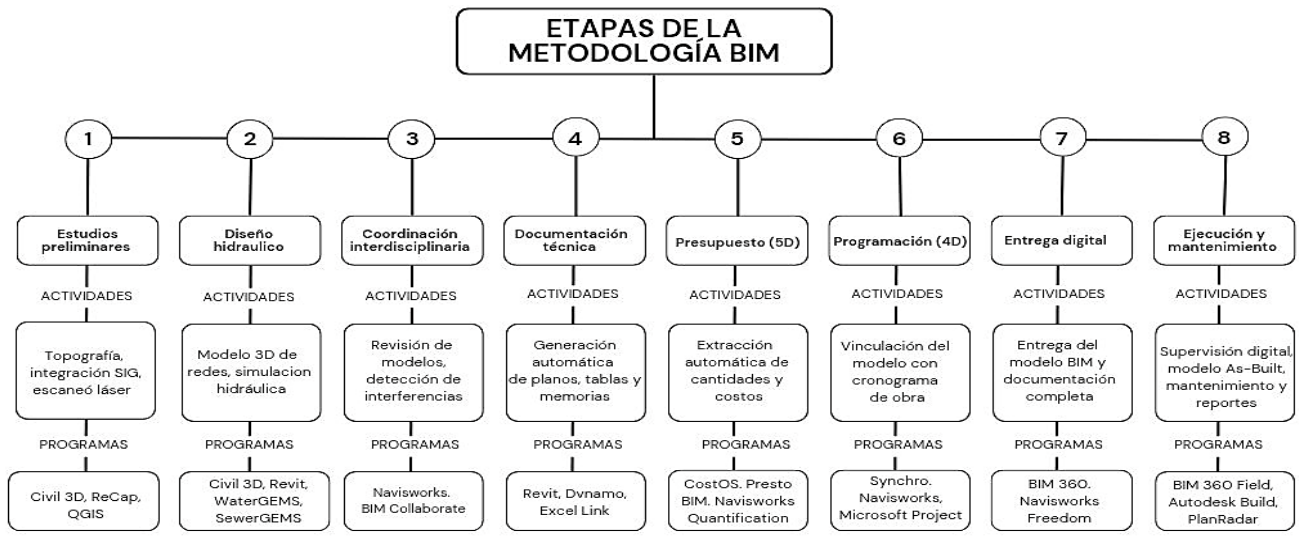 ETAPAS DE LA
METODOLOGÍA BIM
1
2
3
4
5
6
7
8
Estudios
preliminares
Diseño
hidraulico
Coordinación
interdisciplinaria
Documentación
técnica
Presupuesto (5D)
Programación (4D)
Entrega digital
Ejecución y
mantenimiento
ACTIVIDADES
ACTIVIDADES
ACTIVIDADES
ACTIVIDADES
ACTIVIDADES
ACTIVIDADES
ACTIVIDADES
ACTIVIDADES
Topografía,
integración SIG,
escaneó láser
Modelo 3D de
redes, simulacion
hidráulica
Revisión de
modelos,
detección de
interferencias
Generación
automática
de planos, tablas y
memorias
Extracción
automática de
cantidades y
costos
Vinculación del
modelo con
cronograma
de obra
Entrega del
modelo BIM y
documentación
completa
Supervisión digital,
modelo As-Built,
mantenimiento y
reportes
PROGRAMAS
PROGRAMAS
PROGRAMAS
PROGRAMAS
PROGRAMAS
PROGRAMAS
PROGRAMAS
PROGRAMAS
Civil 3D, ReCap,
QGIS
Civil 3D, Revit,
WaterGEMS,
SewerGEMS
Navisworks.
BIM Collaborate
Revit, Dynamo,
Excel Link
CostOS. Presto
BIM. Navisworks
Quantification
Synchro.
Navisworks,
Microsoft Project
BIM 360.
Navisworks
Freedom
BIM 360 Field,
Autodesk Build,
PlanRadar